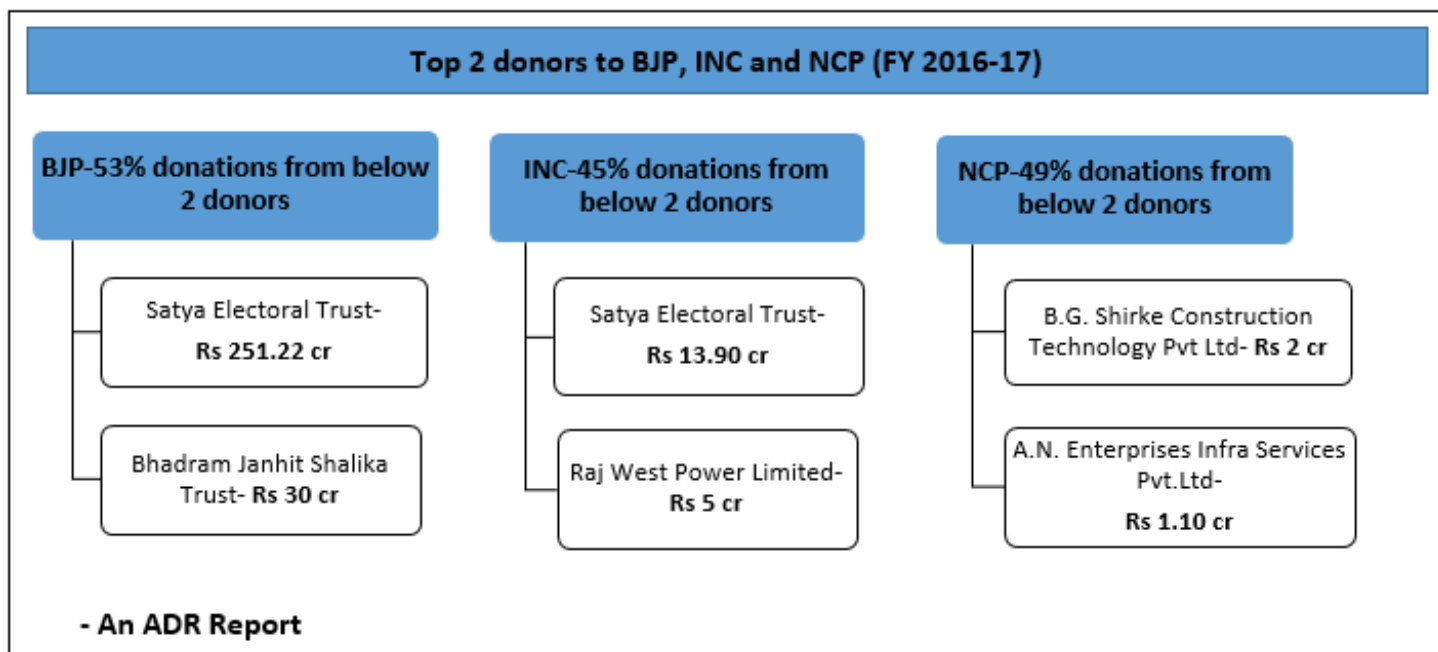 Top 2 donors to BJP, INC and NCP (FY 2016-17)
BJP-53% donations from below
2 donors
Satya Electoral Trust-
Rs 251.22 cr
Bhadram Janhit Shalika
Trust- Rs 30 cr
INC-45% donations from
below 2 donors
Satya Electoral Trust-
Rs 13.90 cr
Raj West Power Limited-
Rs 5 cr
NCP-49% donations from
below 2 donors
B.G. Shirke Construction
Technology Pvt Ltd- Rs 2 cr
A.N. Enterprises Infra Services
Pvt.Ltd-
Rs 1.10 cr
- An ADR Report